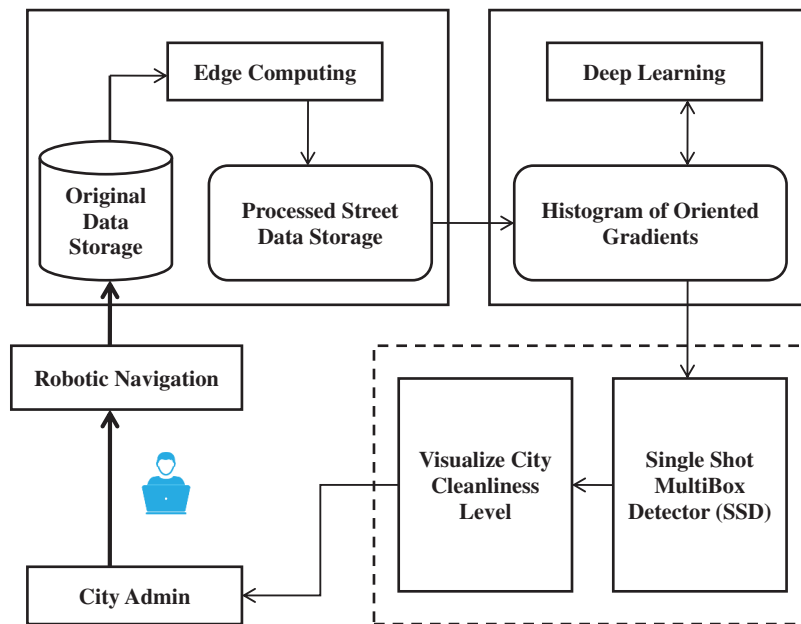 Edge Computing
Deep Learning
Original
Data
Storage
Processed Street
Data Storage
Histogram of Oriented
Gradients
Robotic Navigation
Visualize City
Cleanliness
Level
Single Shot
MultiBox
Detector (SSD)
City Admin